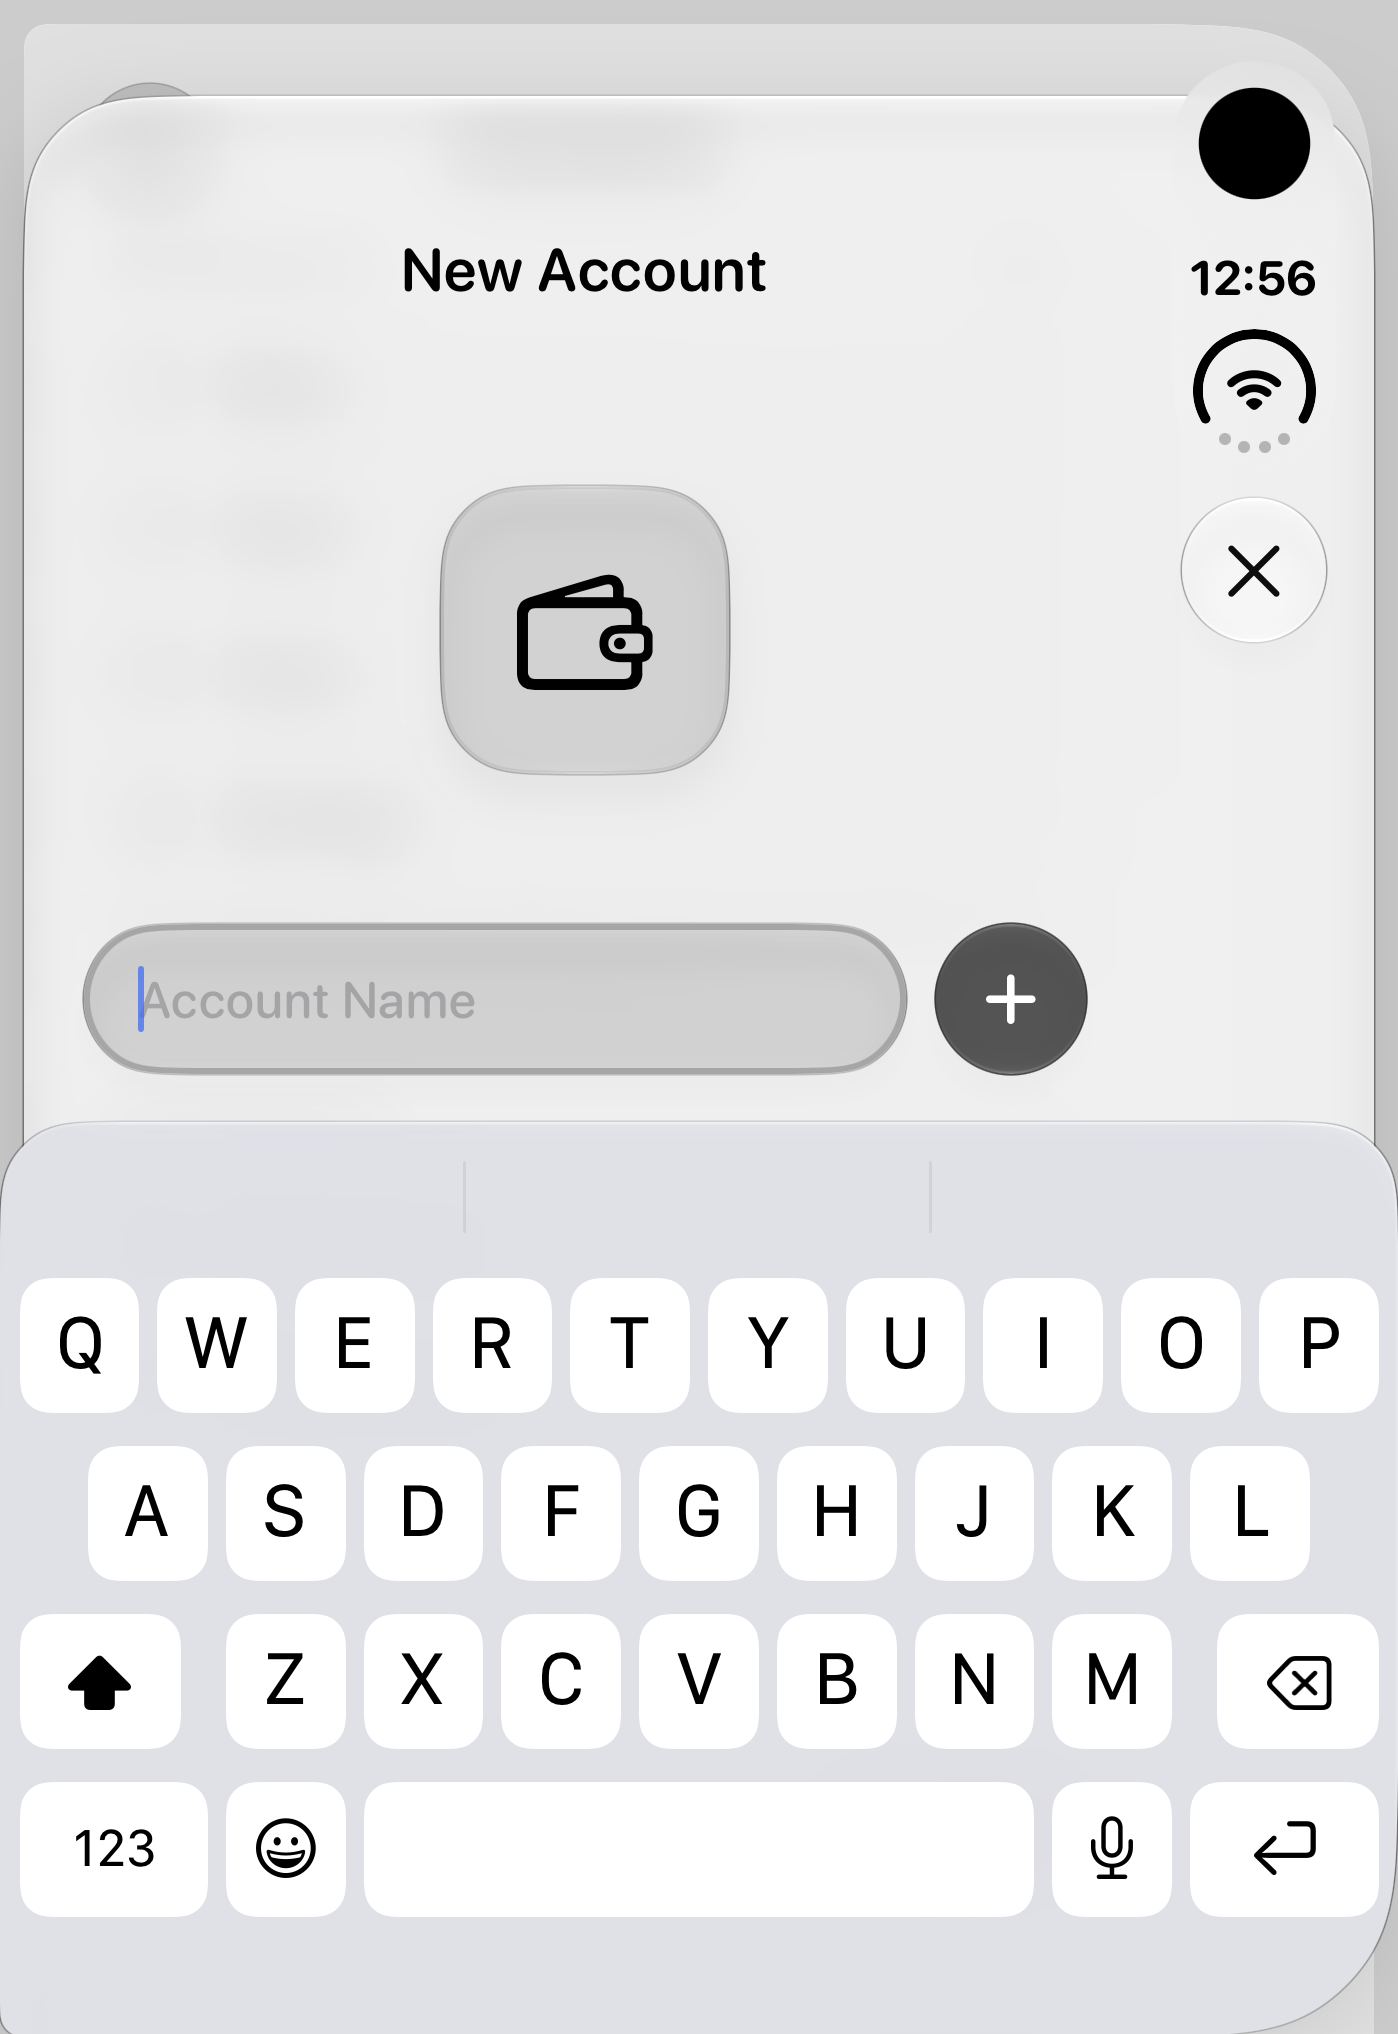 New Account
12:56
Account Name
Q W E R T Y U I O P
A S D F G H J K L
Z X C V B N M
123